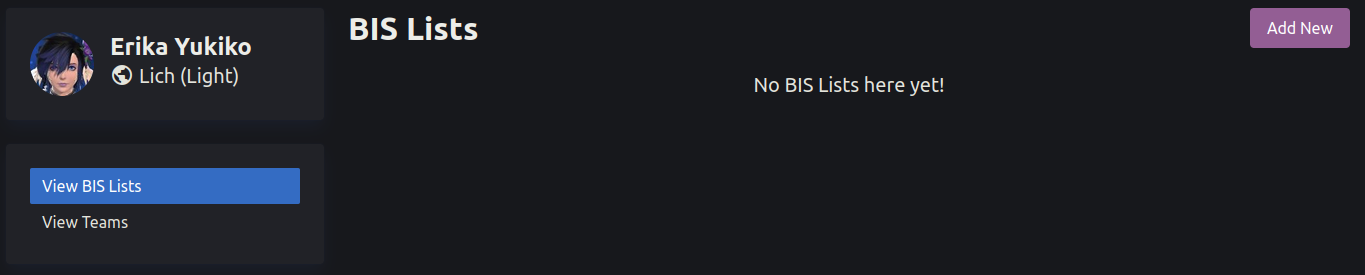 Erika Yukiko
Lich (Light)
View BIS Lists
View Teams
BIS Lists
Add New
No BIS Lists here yet!